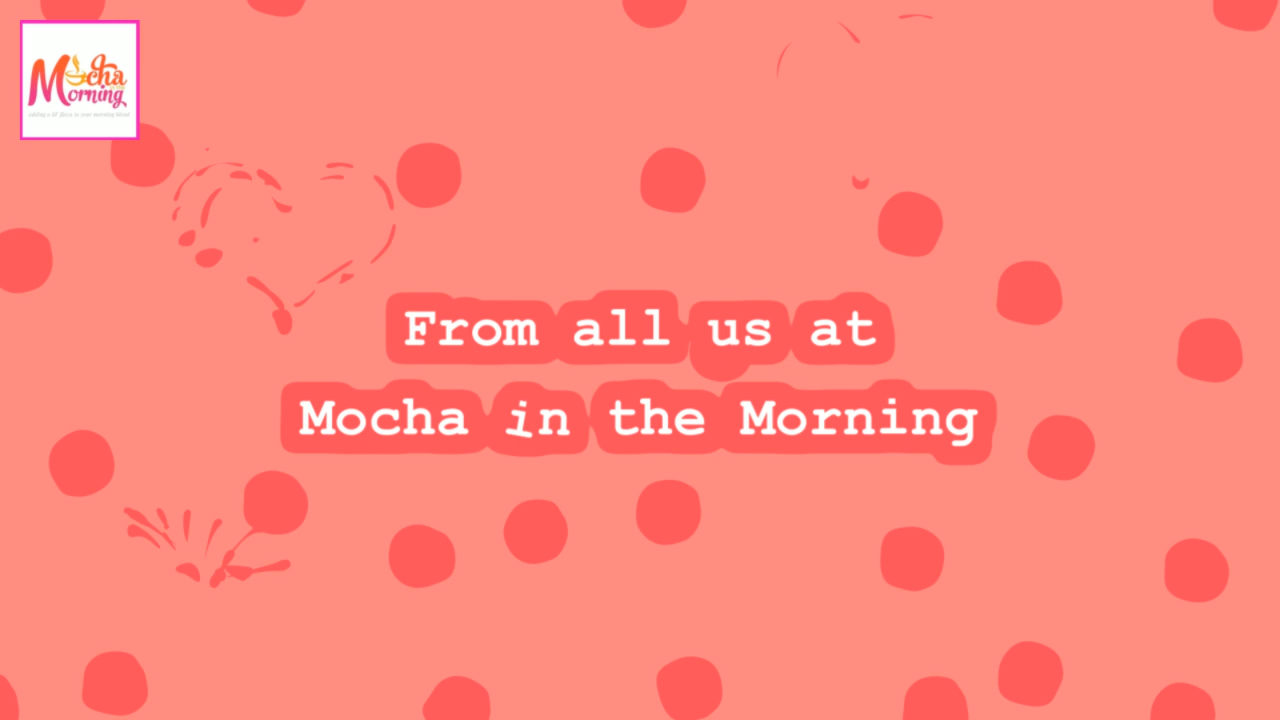 Mocha
Morning
From all us at
Mocha in the Morning